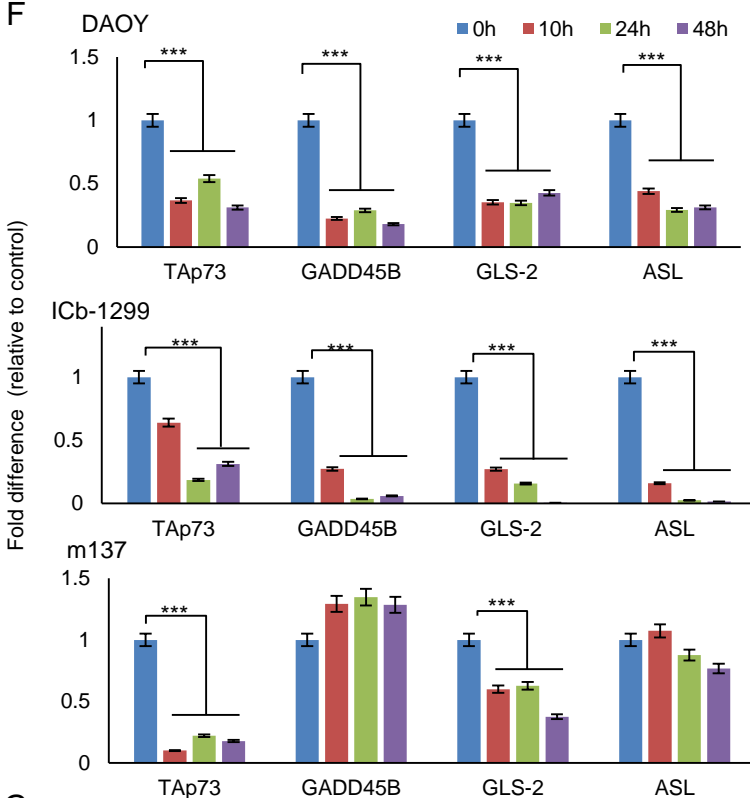 F
DAOY
0h 10h 24h 48h
1.5
1
0.5
0
***
***
***
***
TAp73 GADD45B GLS-2 ASL
Fold difference (relative to control)
ICb-1299
1
0.5
0
***
***
***
***
TAp73 GADD45B GLS-2 ASL
m137
1.5
1
0.5
0
***
***
TAp73 GADD45B GLS-2 ASL